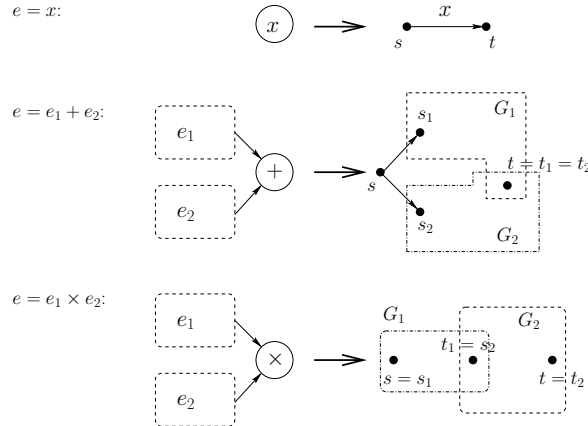 e = x:
x
x
s
t
e = e₁ + e₂:
e₁
e₂
+
s
s₁
s₂
G₁
t = t₁ = t₂
G₂
e = e₁ × e₂:
e₁
e₂
×
G₁
G₂
t₁ = s₂
s = s₁
t = t₂